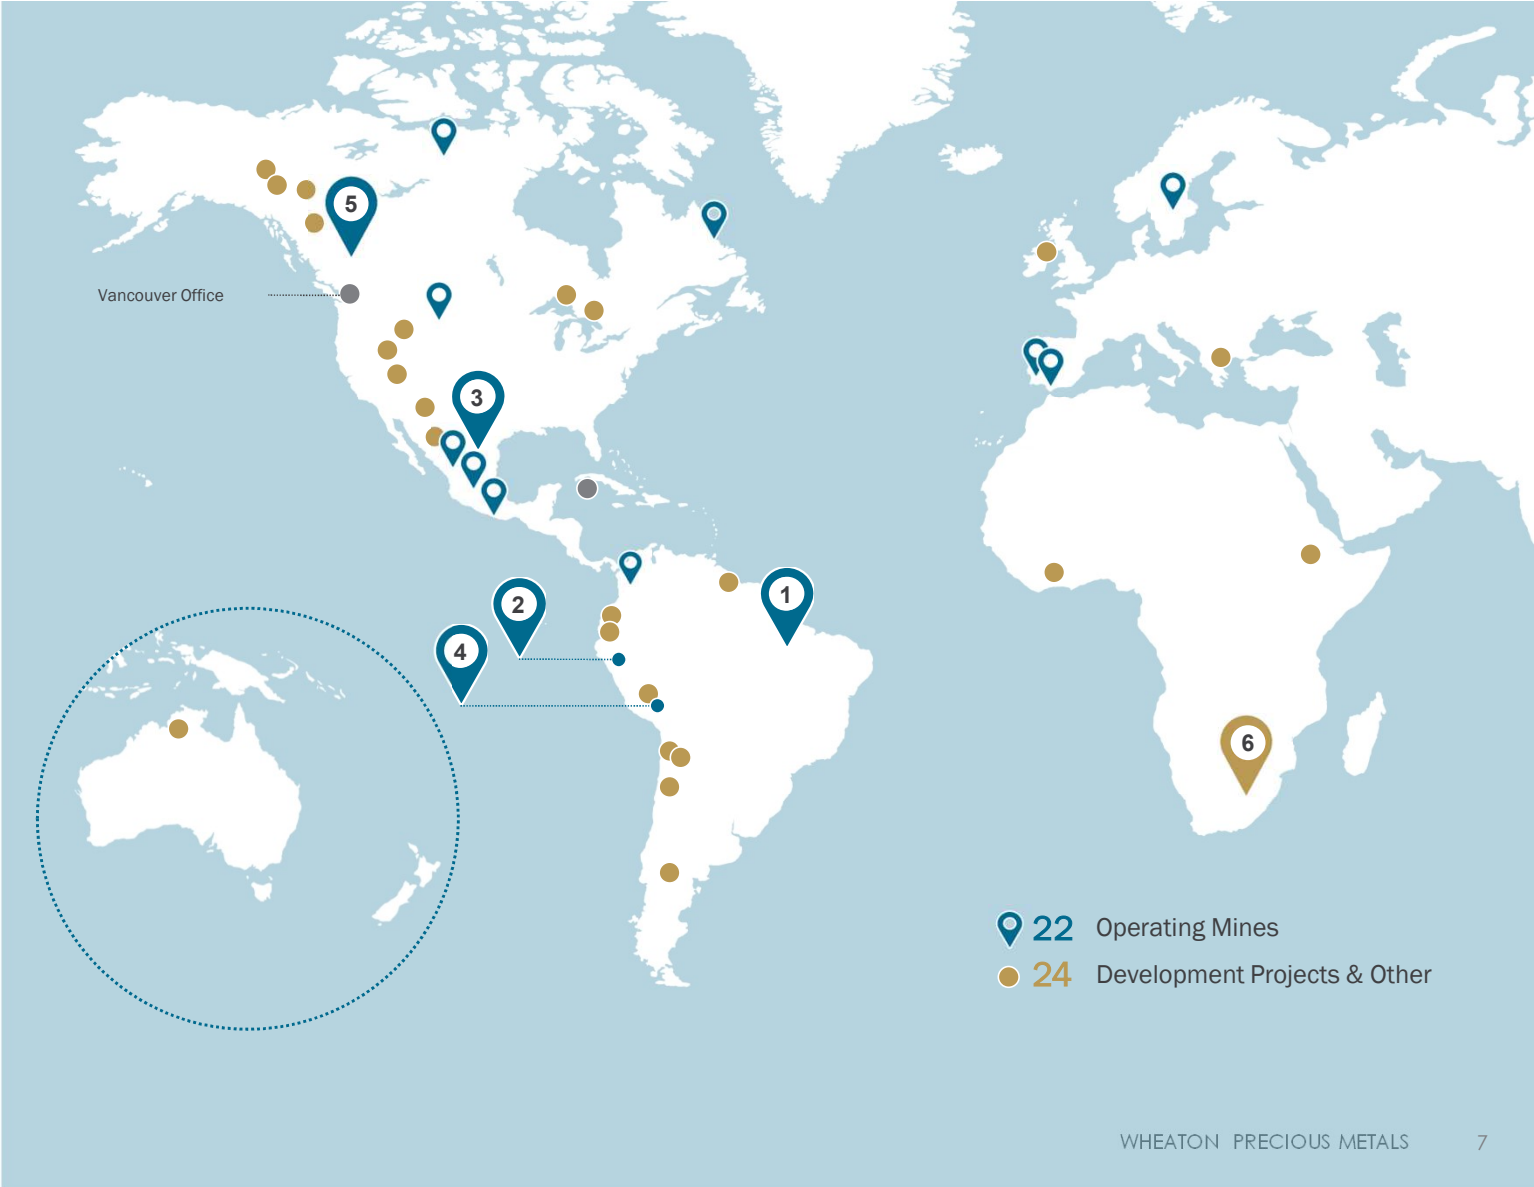 5
Vancouver Office
3
1
2
4
6
22 Operating Mines
24 Development Projects & Other
WHEATON PRECIOUS METALS 7